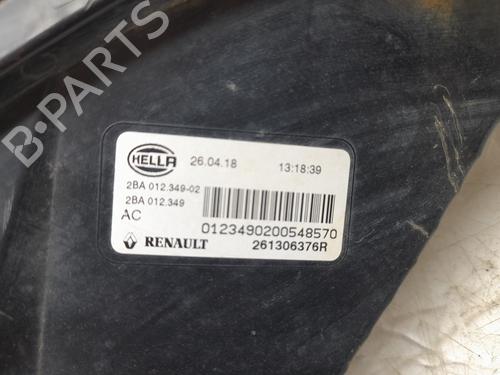 B-PARTS
HELLA 26.04.18 13:18:39
2BA 012.349-02
2BA 012.349
AC
0123490200548570
RENAULT 261306376R